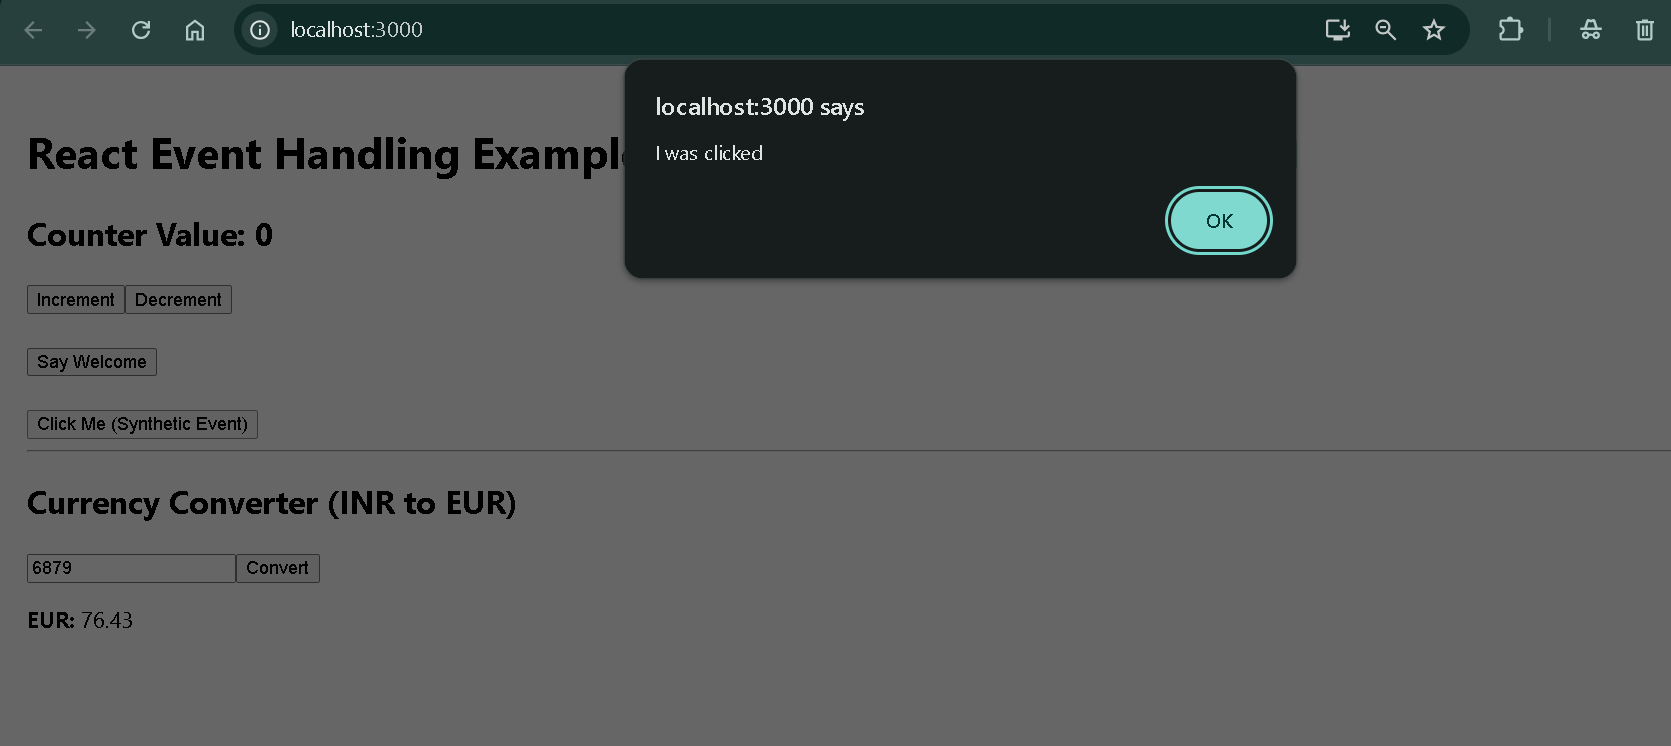 localhost:3000
localhost:3000 says
I was clicked
OK
React Event Handling Exampl
Counter Value: 0
Increment Decrement
Say Welcome
Click Me (Synthetic Event)
Currency Converter (INR to EUR)
6879 Convert
EUR: 76.43